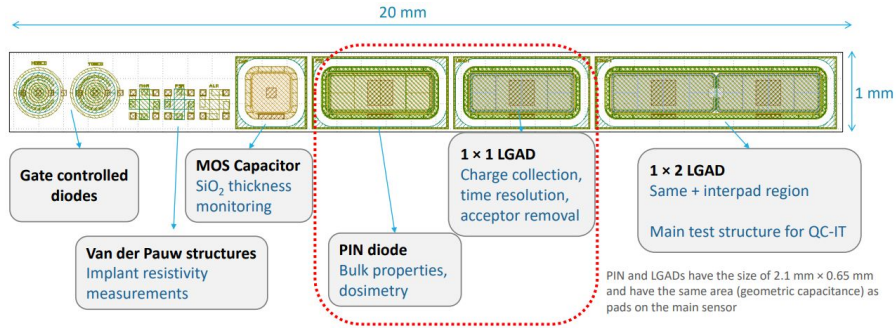 20 mm
1 mm
Gate controlled
diodes
Van der Pauw structures
Implant resistivity
measurements
MOS Capacitor
SiO₂ thickness
monitoring
PIN diode
Bulk properties,
dosimetry
1 × 1 LGAD
Charge collection,
time resolution,
acceptor removal
1 × 2 LGAD
Same + interpad region
Main test structure for QC-IT
PIN and LGADs have the size of 2.1 mm × 0.65 mm
and have the same area (geometric capacitance) as
pads on the main sensor